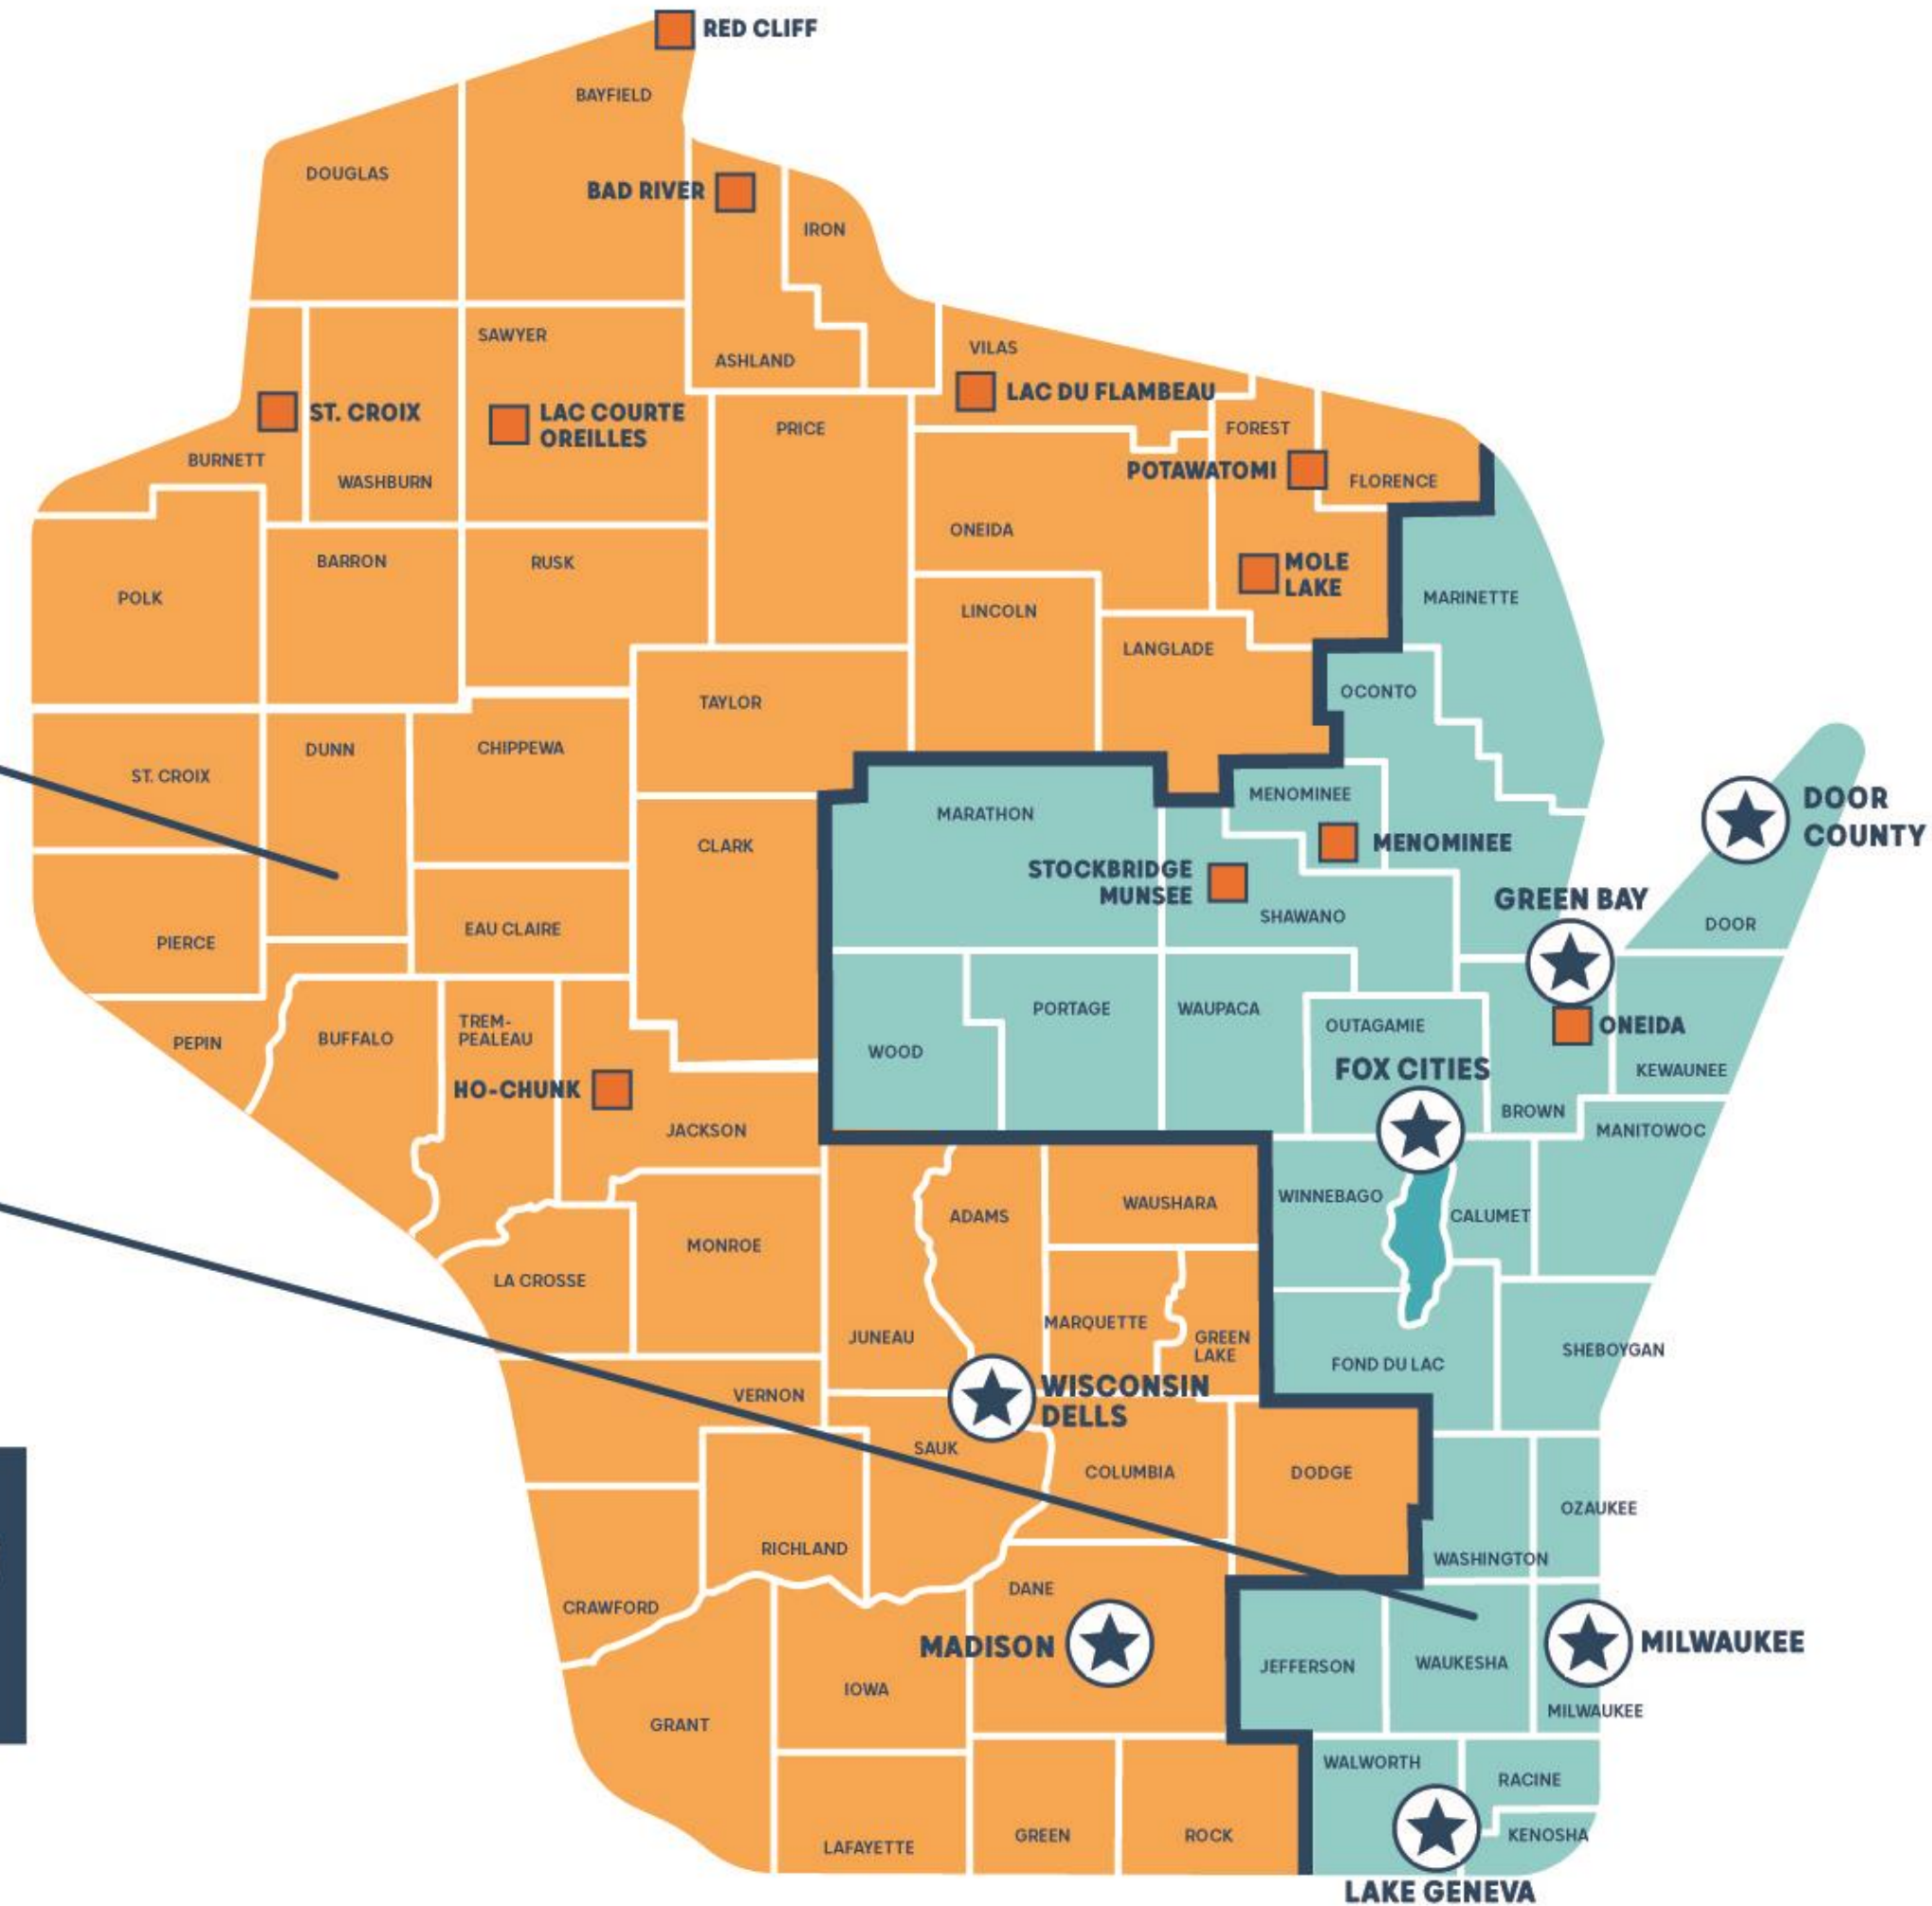 RED CLIFF
BAYFIELD
DOUGLAS
BAD RIVER
IRON
SAWYER
ASHLAND
VILAS
LAC DU FLAMBEAU
ST. CROIX
LAC COURTE
OREILLES
PRICE
FOREST
BURNETT
WASHBURN
POTAWATOMI
FLORENCE
ONEIDA
BARRON
RUSK
MOLE
LAKE
POLK
LINCOLN
MARINETTE
LANGLADE
OCONTO
TAYLOR
DUNN
CHIPPEWA
ST. CROIX
MENOMINEE
DOOR
COUNTY
MARATHON
CLARK
MENOMINEE
STOCKBRIDGE
MUNSEE
GREEN BAY
SHAWANO
DOOR
EAU CLAIRE
PIERCE
PORTAGE
WAUPACA
TREM-
PEALEAU
OUTAGAMIE
ONEIDA
PEPIN
BUFFALO
WOOD
FOX CITIES
KEWAUNEE
HO-CHUNK
BROWN
JACKSON
MANITOWOC
WINNEBAGO
WAUSHARA
ADAMS
CALUMET
MONROE
LA CROSSE
MARQUETTE
JUNEAU
GREEN
LAKE
SHEBOYGAN
FOND DU LAC
WISCONSIN
DELLS
VERNON
SAUK
COLUMBIA
DODGE
OZAUKEE
RICHLAND
WASHINGTON
DANE
CRAWFORD
MADISON
MILWAUKEE
JEFFERSON
WAUKESHA
IOWA
MILWAUKEE
GRANT
WALWORTH
RACINE
GREEN
ROCK
KENOSHA
LAFAYETTE
LAKE GENEVA